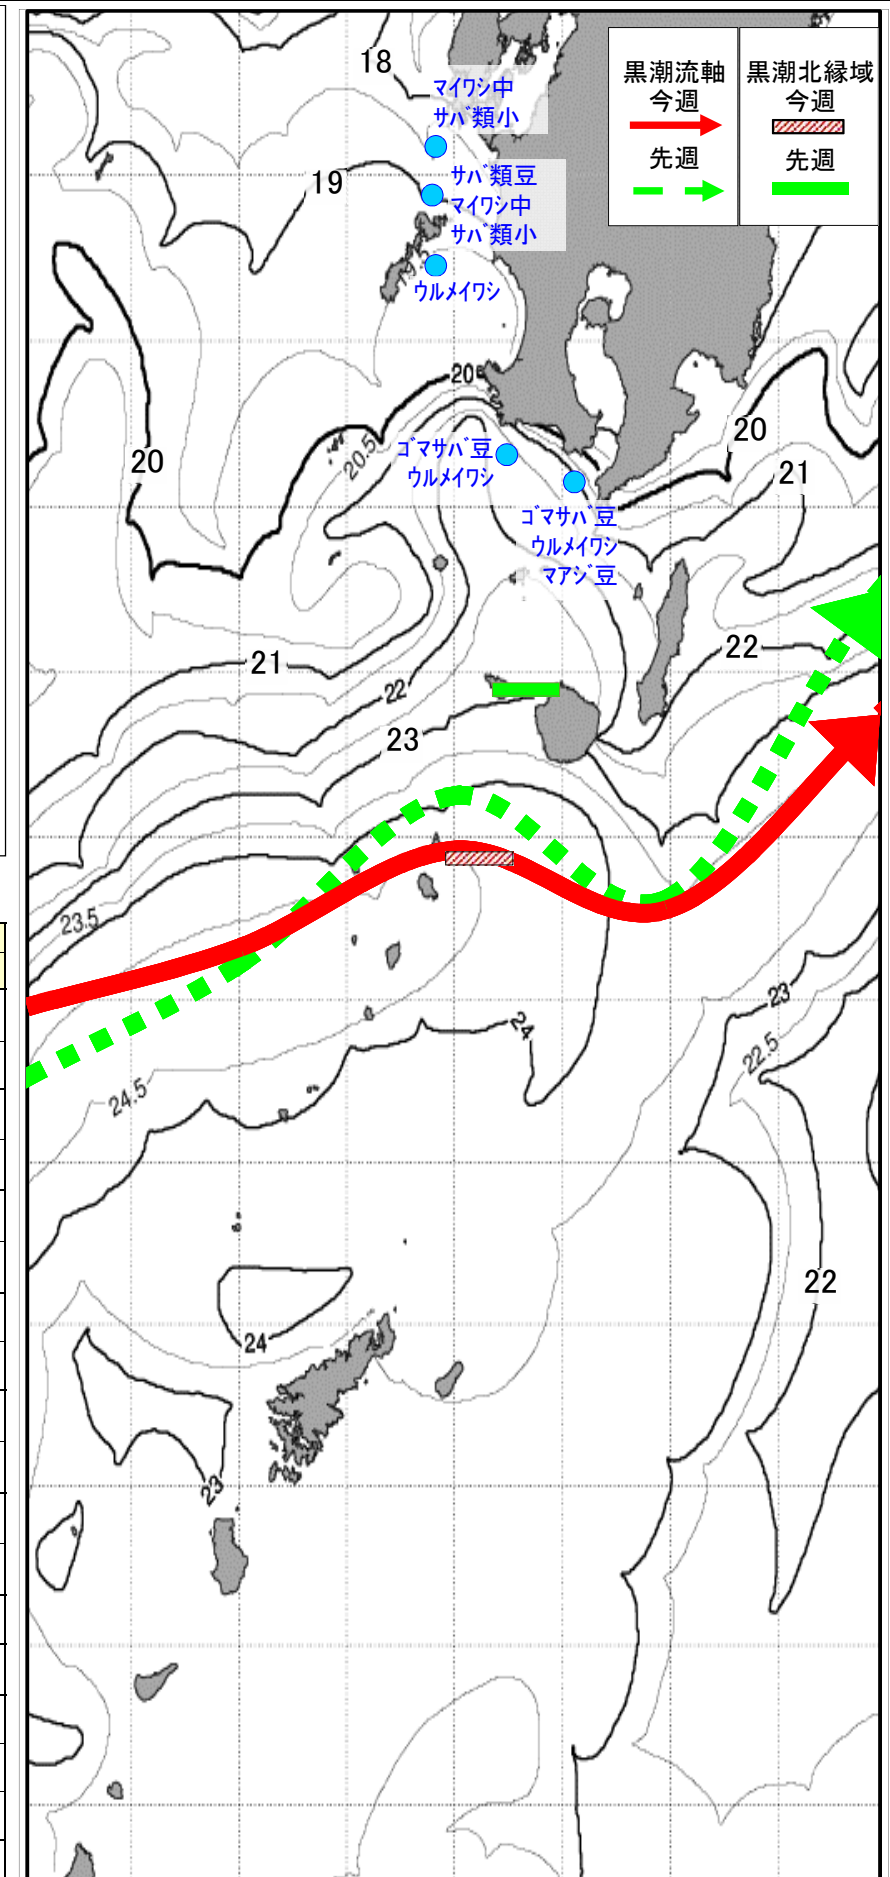 18
マイワシ中
サバ類小
黒潮流軸
今週
先週
黒潮北縁域
今週
先週
19
サバ類豆
マイワシ中
サバ類小
ウルメイワシ
20
20
20.5
20
21
ゴマサバ豆
ウルメイワシ
ゴマサバ豆
ウルメイワシ
マアジ豆
21
22
22
23
23.5
24
23
22.5
24.5
22
24
23